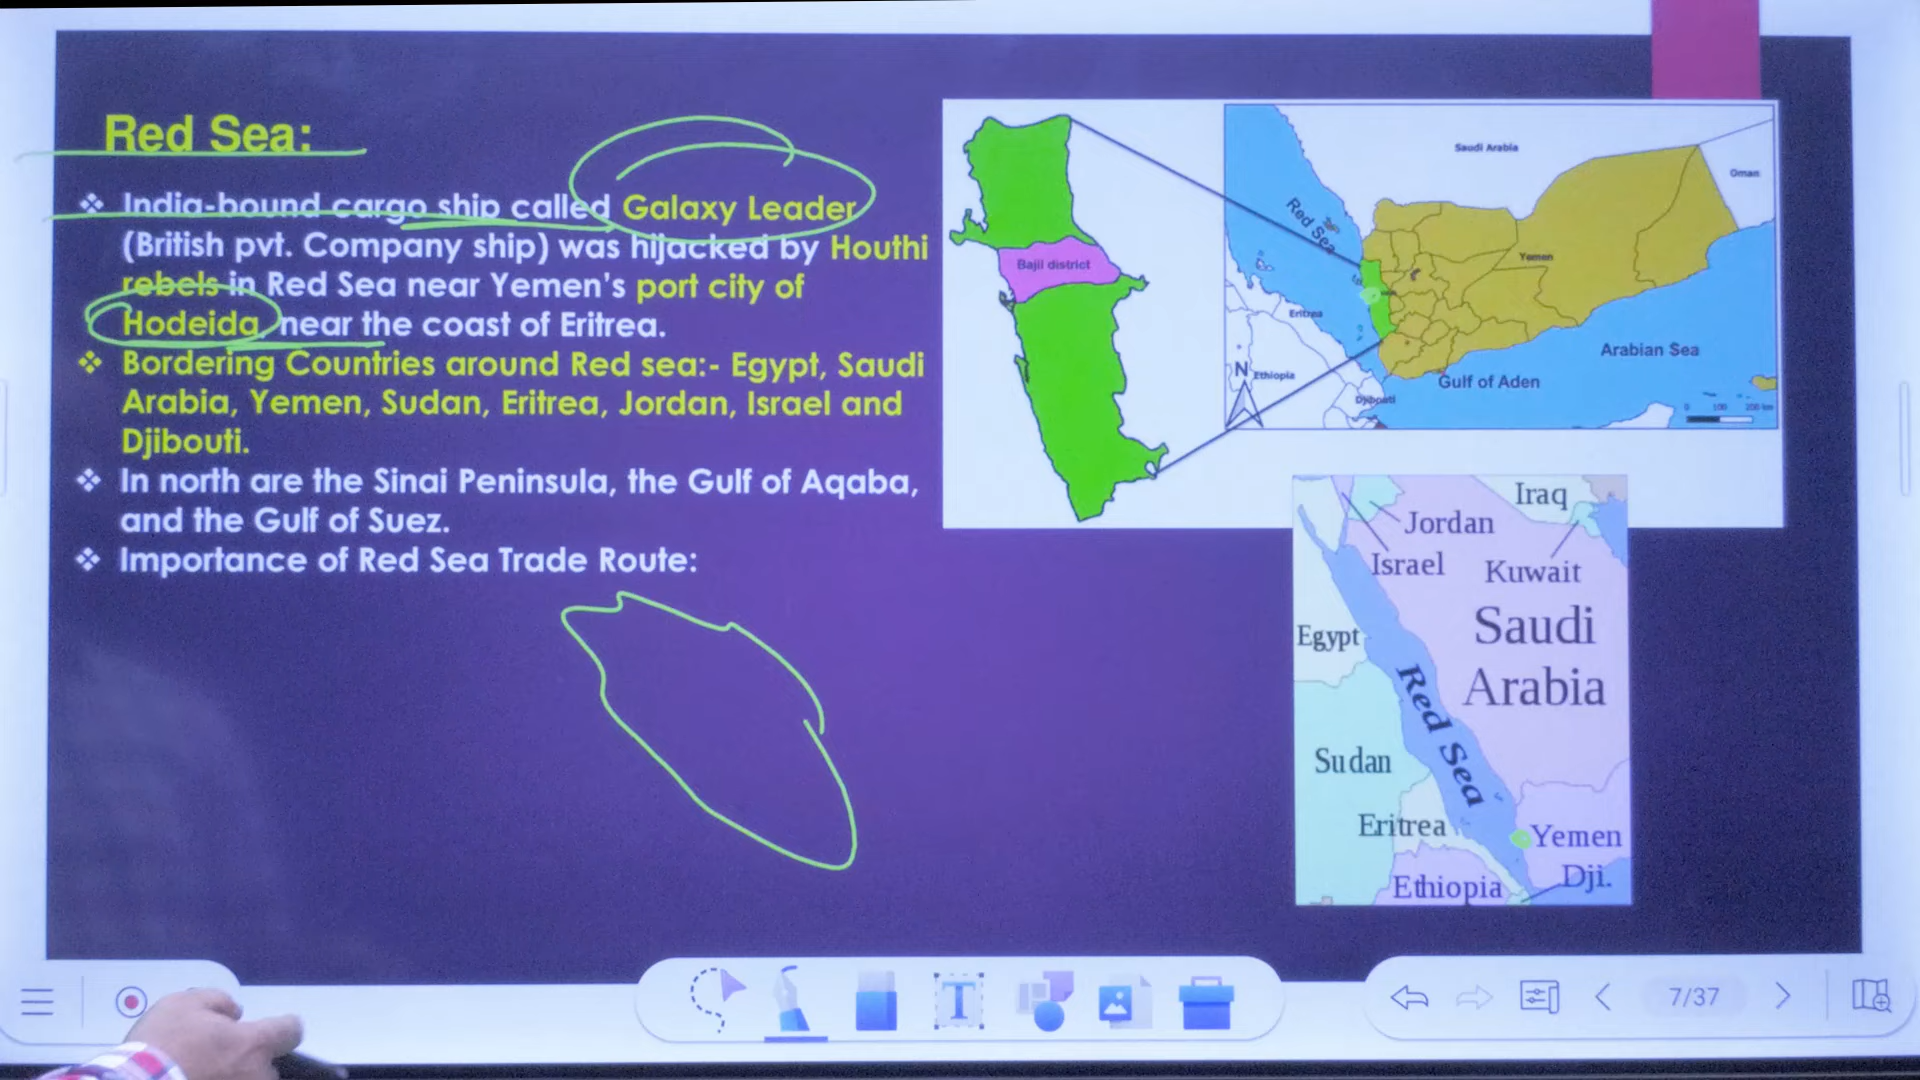 Red Sea:
❖ India-bound cargo ship called Galaxy Leader
(British pvt. Company ship) was hijacked by Houthi
rebels in Red Sea near Yemen's port city of
Hodeida, near the coast of Eritrea.
❖ Bordering Countries around Red sea:- Egypt, Saudi
Arabia, Yemen, Sudan, Eritrea, Jordan, Israel and
Djibouti.
❖ In north are the Sinai Peninsula, the Gulf of Aqaba,
and the Gulf of Suez.
❖ Importance of Red Sea Trade Route:
Bajil district
Saudi Arabia
Oman
Red Sea
Yemen
Eritrea
Arabian Sea
N
Ethiopia
Gulf of Aden
Djibouti
0 100 200 km
Iraq
Jordan
Israel
Kuwait
Saudi
Arabia
Egypt
Red Sea
Sudan
Eritrea
Yemen
Dji.
Ethiopia
T
7/37